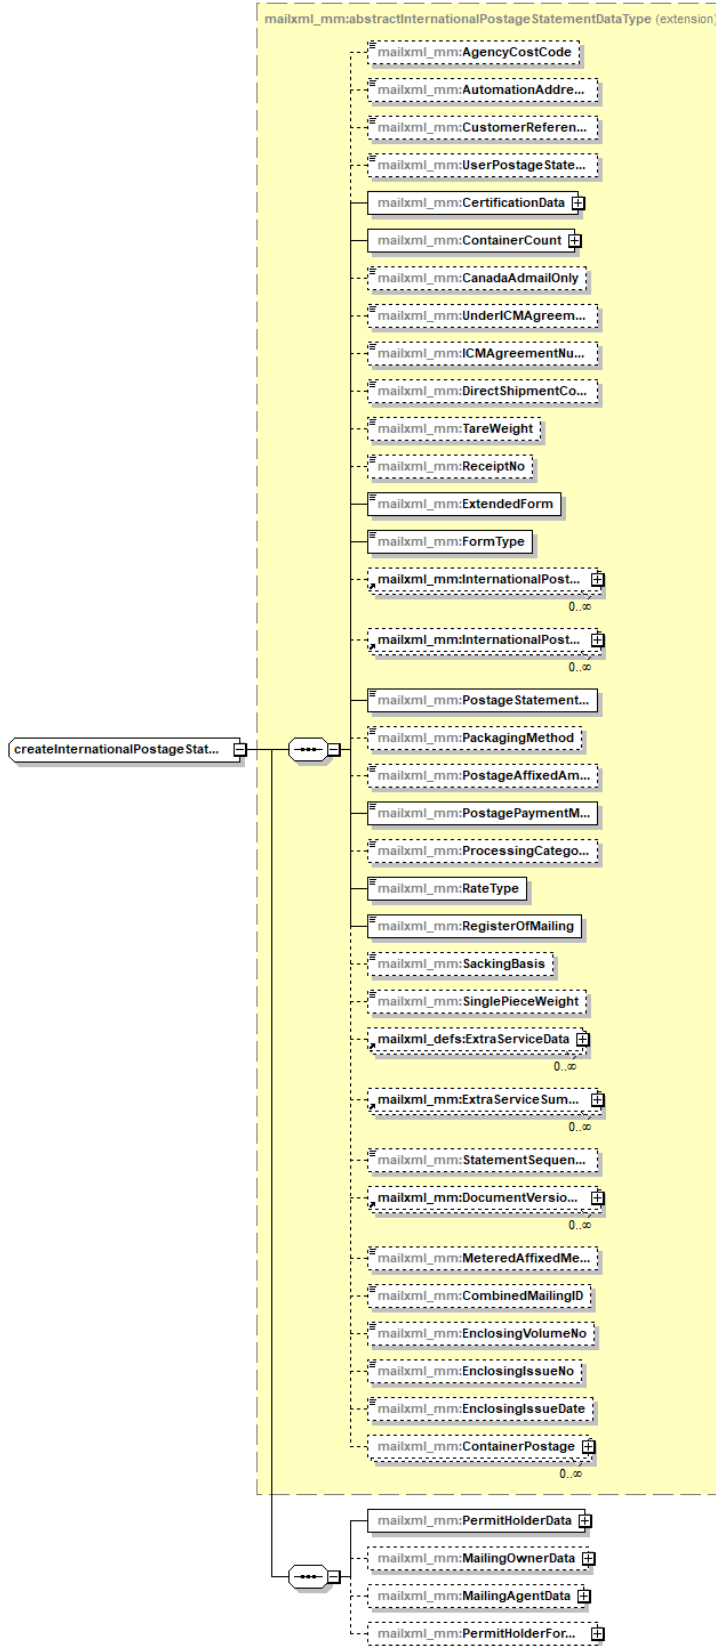 mailxml_mm:abstractInternationalPostageStatementDataType (extension)
mailxml_mm:AgencyCostCode
mailxml_mm:AutomationAddre...
mailxml_mm:CustomerReferen...
mailxml_mm:UserPostageState...
mailxml_mm:CertificationData
mailxml_mm:ContainerCount
mailxml_mm:CanadaAdmailOnly
mailxml_mm:UnderICMAgreem...
mailxml_mm:ICMAgreementNu...
mailxml_mm:DirectShipmentCo...
mailxml_mm:TareWeight
mailxml_mm:ReceiptNo
mailxml_mm:ExtendedForm
mailxml_mm:FormType
mailxml_mm:InternationalPost...
0..∞
mailxml_mm:InternationalPost...
0..∞
mailxml_mm:PostageStatement...
mailxml_mm:PackagingMethod
createInternationalPostageStat...
mailxml_mm:PostageAffixedAm...
mailxml_mm:PostagePaymentM...
mailxml_mm:ProcessingCatego...
mailxml_mm:RateType
mailxml_mm:RegisterOfMailing
mailxml_mm:SackingBasis
mailxml_mm:SinglePieceWeight
mailxml_defs:ExtraServiceData
0..∞
mailxml_mm:ExtraServiceSum...
0..∞
mailxml_mm:StatementSequen...
mailxml_mm:DocumentVersio...
0..∞
mailxml_mm:MeteredAffixedMe...
mailxml_mm:CombinedMailingID
mailxml_mm:EnclosingVolumeNo
mailxml_mm:EnclosingIssueNo
mailxml_mm:EnclosingIssueDate
mailxml_mm:ContainerPostage
0..∞
mailxml_mm:PermitHolderData
mailxml_mm:MailingOwnerData
mailxml_mm:MailingAgentData
mailxml_mm:PermitHolderFor...